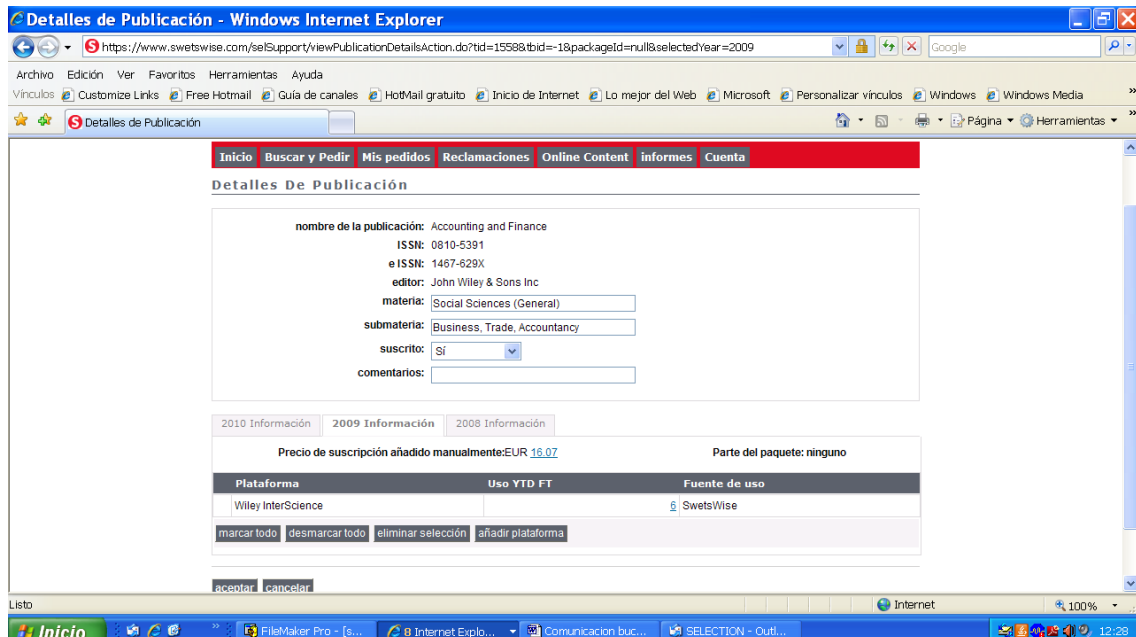 Detalles de Publicación - Windows Internet Explorer
https://www.swetswise.com/selSupport/viewPublicationDetailsAction.do?tid=1558&tbid=-1&packageId=null&selectedYear=2009 Google
Archivo Edición Ver Favoritos Herramientas Ayuda
Vínculos Customize Links Free Hotmail Guía de canales HotMail gratuito Inicio de Internet Lo mejor del Web Microsoft Personalizar vínculos Windows Windows Media »
Detalles de Publicación Página Herramientas »
Inicio Buscar y Pedir Mis pedidos Reclamaciones Online Content informes Cuenta
Detalles De Publicación
nombre de la publicación: Accounting and Finance
ISSN: 0810-5391
e ISSN: 1467-629X
editor: John Wiley & Sons Inc
materia: Social Sciences (General)
submateria: Business, Trade, Accountancy
suscrito: Sí
comentarios:
2010 Información 2009 Información 2008 Información
Precio de suscripción añadido manualmente:EUR 16.07 Parte del paquete: ninguno
Plataforma Uso YTD FT Fuente de uso
Wiley InterScience 6 SwetsWise
marcar todo desmarcar todo eliminar selección añadir plataforma
aceptar cancelar
Listo Internet 100%
Inicio » FileMaker Pro - [s... 8 Internet Explo... Comunicacion buc... SELECTION - Outl... 12:28